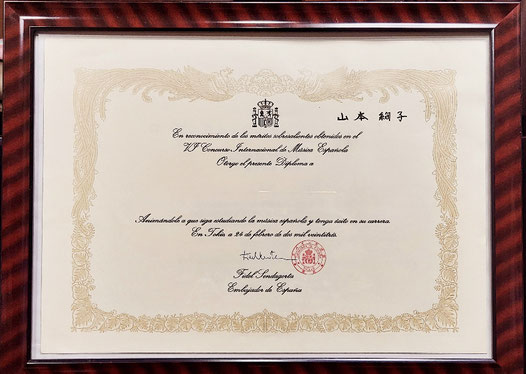 山本 絢子
En reconocimiento de los méritos sobresalientes obtenidos en el
VI Concurso Internacional de Música Española
Otorgo el presente Diploma a
Animándole a que siga estudiando la música española y tenga éxito en su carrera.
En Tokio a 24 de febrero de dos mil veintitrés.
Fidel Sendagorta
Embajador de España